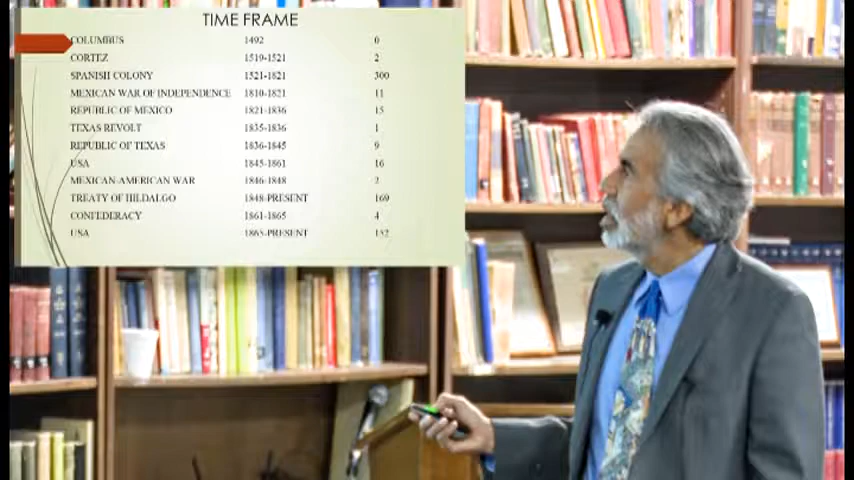 TIME FRAME
COLUMBUS 1492 0
CORTEZ 1519-1521 2
SPANISH COLONY 1521-1821 300
MEXICAN WAR OF INDEPENDENCE 1810-1821 11
REPUBLIC OF MEXICO 1821-1836 15
TEXAS REVOLT 1835-1836 1
REPUBLIC OF TEXAS 1836-1845 9
USA 1845-1861 16
MEXICAN-AMERICAN WAR 1846-1848 2
TREATY OF HILDALGO 1848-PRESENT 169
CONFEDERACY 1861-1865 4
USA 1865-PRESENT 152